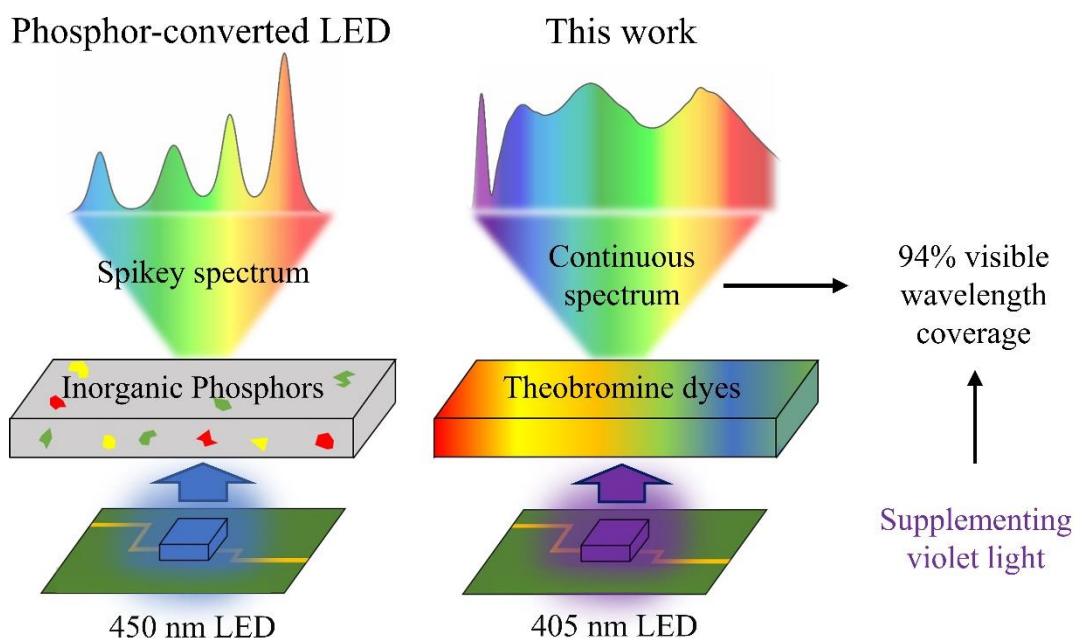 Phosphor-converted LED
This work
Spikey spectrum
Continuous
spectrum
94% visible
wavelength
coverage
Inorganic Phosphors
Theobromine dyes
Supplementing
violet light
450 nm LED
405 nm LED